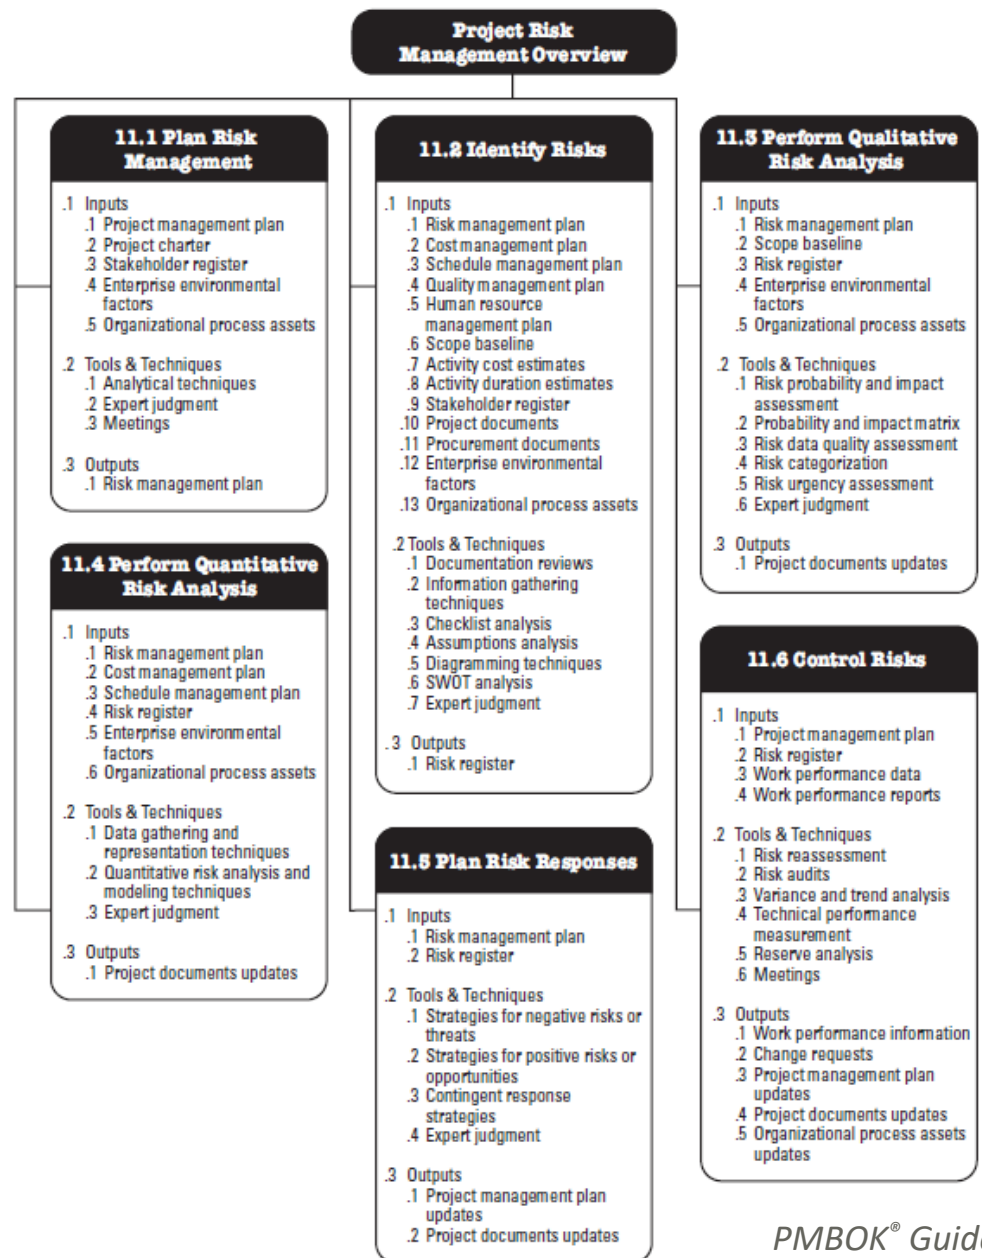 Project Risk
Management Overview
11.1 Plan Risk
Management
.1 Inputs
.1 Project management plan
.2 Project charter
.3 Stakeholder register
.4 Enterprise environmental
factors
.5 Organizational process assets
.2 Tools & Techniques
.1 Analytical techniques
.2 Expert judgment
.3 Meetings
.3 Outputs
.1 Risk management plan
11.2 Identify Risks
.1 Inputs
.1 Risk management plan
.2 Cost management plan
.3 Schedule management plan
.4 Quality management plan
.5 Human resource
management plan
.6 Scope baseline
.7 Activity cost estimates
.8 Activity duration estimates
.9 Stakeholder register
.10 Project documents
.11 Procurement documents
.12 Enterprise environmental
factors
.13 Organizational process assets
.2 Tools & Techniques
.1 Documentation reviews
.2 Information gathering
techniques
.3 Checklist analysis
.4 Assumptions analysis
.5 Diagramming techniques
.6 SWOT analysis
.7 Expert judgment
.3 Outputs
.1 Risk register
11.3 Perform Qualitative
Risk Analysis
.1 Inputs
.1 Risk management plan
.2 Scope baseline
.3 Risk register
.4 Enterprise environmental
factors
.5 Organizational process assets
.2 Tools & Techniques
.1 Risk probability and impact
assessment
.2 Probability and impact matrix
.3 Risk data quality assessment
.4 Risk categorization
.5 Risk urgency assessment
.6 Expert judgment
.3 Outputs
.1 Project documents updates
11.4 Perform Quantitative
Risk Analysis
.1 Inputs
.1 Risk management plan
.2 Cost management plan
.3 Schedule management plan
.4 Risk register
.5 Enterprise environmental
factors
.6 Organizational process assets
.2 Tools & Techniques
.1 Data gathering and
representation techniques
.2 Quantitative risk analysis and
modeling techniques
.3 Expert judgment
.3 Outputs
.1 Project documents updates
11.5 Plan Risk Responses
.1 Inputs
.1 Risk management plan
.2 Risk register
.2 Tools & Techniques
.1 Strategies for negative risks or
threats
.2 Strategies for positive risks or
opportunities
.3 Contingent response
strategies
.4 Expert judgment
.3 Outputs
.1 Project management plan
updates
.2 Project documents updates
11.6 Control Risks
.1 Inputs
.1 Project management plan
.2 Risk register
.3 Work performance data
.4 Work performance reports
.2 Tools & Techniques
.1 Risk reassessment
.2 Risk audits
.3 Variance and trend analysis
.4 Technical performance
measurement
.5 Reserve analysis
.6 Meetings
.3 Outputs
.1 Work performance information
.2 Change requests
.3 Project management plan
updates
.4 Project documents updates
.5 Organizational process assets
updates
PMBOK® Guide